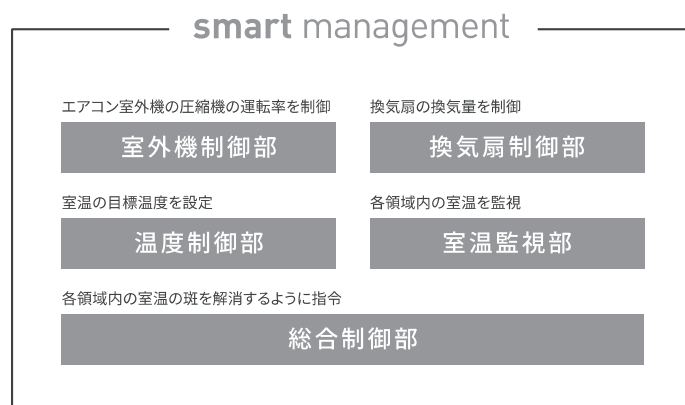 smart management
エアコン室外機の圧縮機の運転率を制御
室外機制御部
換気扇の換気量を制御
換気扇制御部
室温の目標温度を設定
温度制御部
各領域内の室温を監視
室温監視部
各領域内の室温の斑を解消するように指令
総合制御部